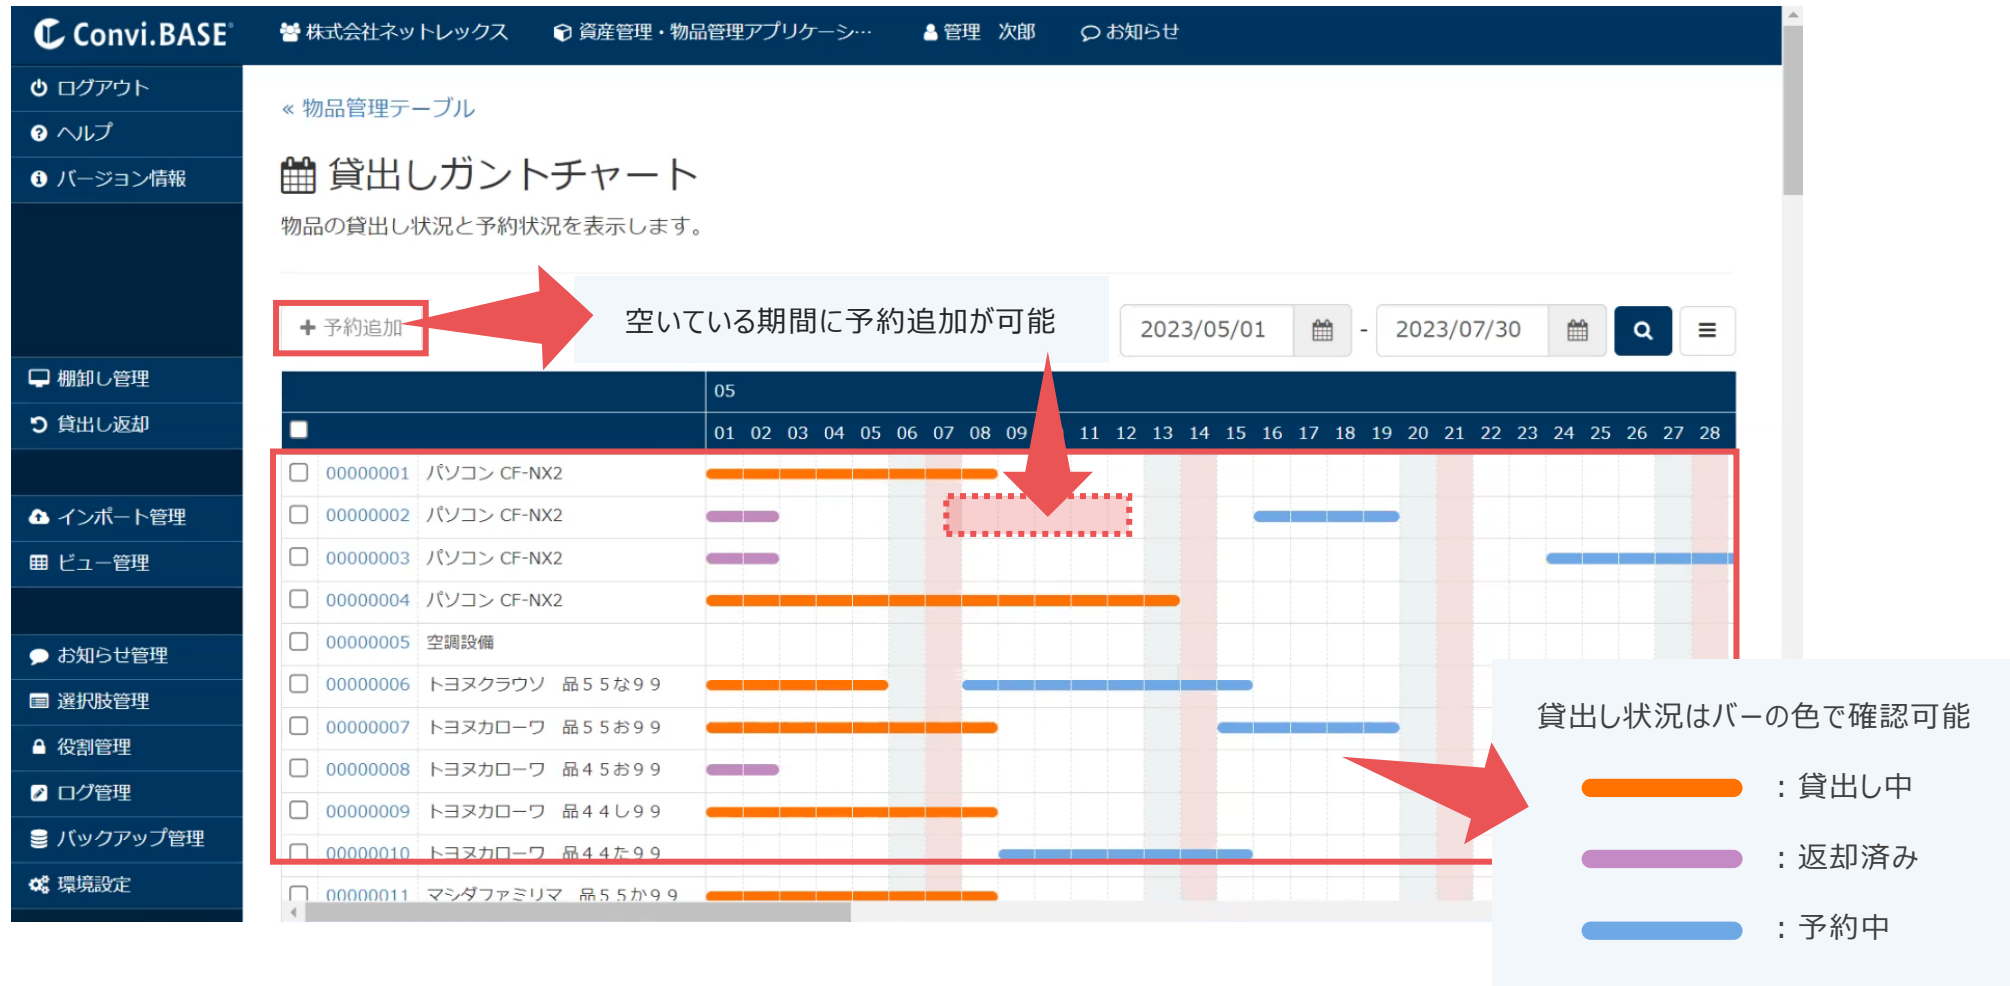 Convi.BASE
株式会社ネットレックス
資産管理・物品管理アプリケーシ…
管理　次郎
お知らせ
ログアウト
ヘルプ
バージョン情報
棚卸し管理
貸出し返却
インポート管理
ビュー管理
お知らせ管理
選択肢管理
役割管理
ログ管理
バックアップ管理
環境設定
« 物品管理テーブル
貸出しガントチャート
物品の貸出し状況と予約状況を表示します。
予約追加
空いている期間に予約追加が可能
2023/05/01 - 2023/07/30
05
01 02 03 04 05 06 07 08 09 11 12 13 14 15 16 17 18 19 20 21 22 23 24 25 26 27 28
00000001 パソコン CF-NX2
00000002 パソコン CF-NX2
00000003 パソコン CF-NX2
00000004 パソコン CF-NX2
00000005 空調設備
00000006 トヨヌクラウソ　品５５な９９
00000007 トヨヌカローワ　品５５お９９
00000008 トヨヌカローワ　品４５お９９
00000009 トヨヌカローワ　品４４し９９
00000010 トヨヌカローワ　品４４た９９
00000011 マシダファミリマ　品５５か９９
貸出し状況はバーの色で確認可能
：貸出し中
：返却済み
：予約中